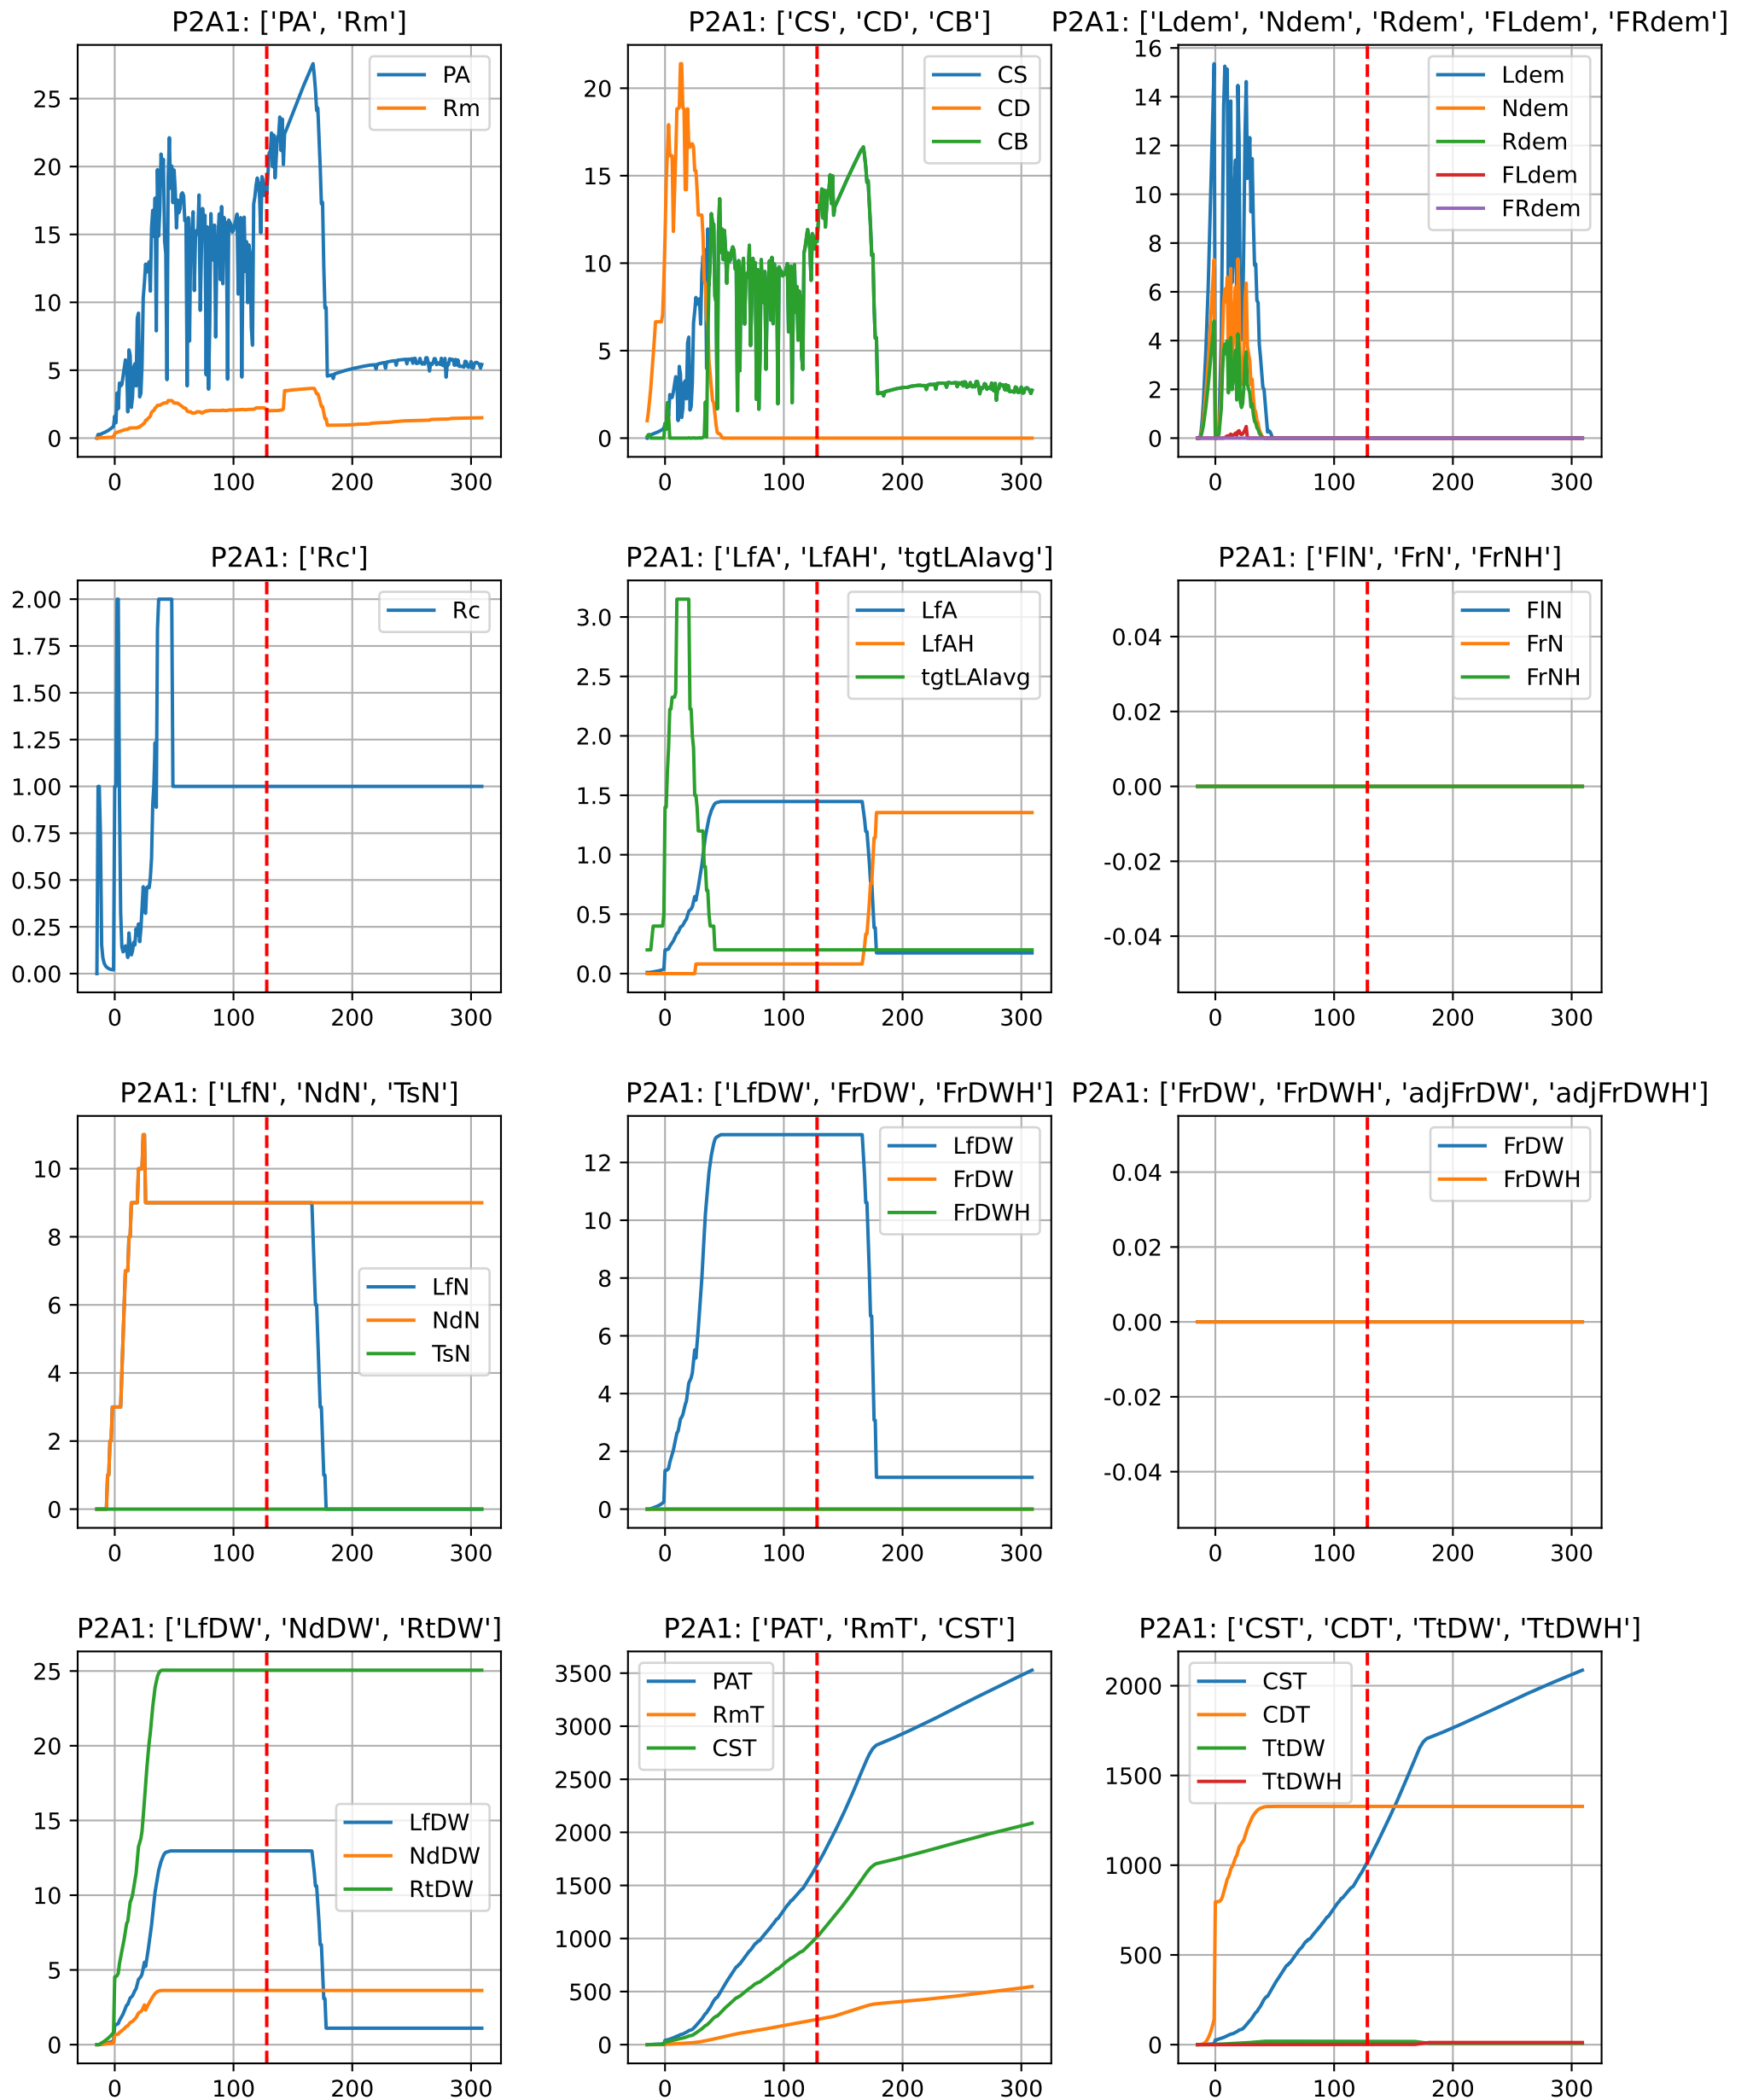 P2A1: ['PA', 'Rm']
PA
Rm
25
20
15
10
5
0
0 100 200 300
P2A1: ['CS', 'CD', 'CB']
CS
CD
CB
20
15
10
5
0
0 100 200 300
P2A1: ['Ldem', 'Ndem', 'Rdem', 'FLdem', 'FRdem']
Ldem
Ndem
Rdem
FLdem
FRdem
16
14
12
10
8
6
4
2
0
0 100 200 300
P2A1: ['Rc']
Rc
2.00
1.75
1.50
1.25
1.00
0.75
0.50
0.25
0.00
0 100 200 300
P2A1: ['LfA', 'LfAH', 'tgtLAIavg']
LfA
LfAH
tgtLAIavg
3.0
2.5
2.0
1.5
1.0
0.5
0.0
0 100 200 300
P2A1: ['FlN', 'FrN', 'FrNH']
FlN
FrN
FrNH
0.04
0.02
0.00
-0.02
-0.04
0 100 200 300
P2A1: ['LfN', 'NdN', 'TsN']
LfN
NdN
TsN
10
8
6
4
2
0
0 100 200 300
P2A1: ['LfDW', 'FrDW', 'FrDWH']
LfDW
FrDW
FrDWH
12
10
8
6
4
2
0
0 100 200 300
P2A1: ['FrDW', 'FrDWH', 'adjFrDW', 'adjFrDWH']
FrDW
FrDWH
0.04
0.02
0.00
-0.02
-0.04
0 100 200 300
P2A1: ['LfDW', 'NdDW', 'RtDW']
LfDW
NdDW
RtDW
25
20
15
10
5
0
0 100 200 300
P2A1: ['PAT', 'RmT', 'CST']
PAT
RmT
CST
3500
3000
2500
2000
1500
1000
500
0
0 100 200 300
P2A1: ['CST', 'CDT', 'TtDW', 'TtDWH']
CST
CDT
TtDW
TtDWH
2000
1500
1000
500
0
0 100 200 300